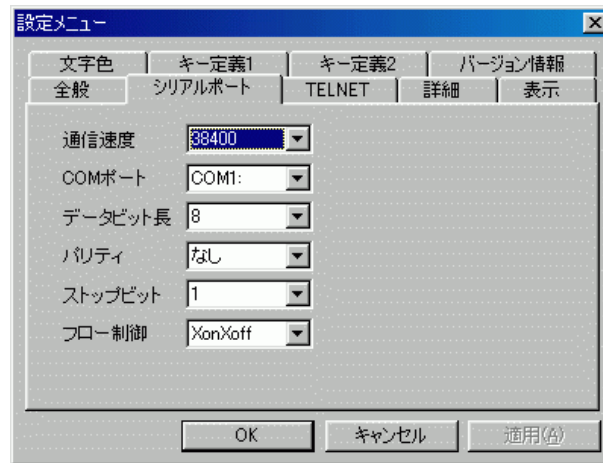 設定メニュー
文字色 キー定義1 キー定義2 バージョン情報
全般 シリアルポート TELNET 詳細 表示
通信速度 38400
COMポート COM1:
データビット長 8
パリティ なし
ストップビット 1
フロー制御 XonXoff
OK キャンセル 適用(A)